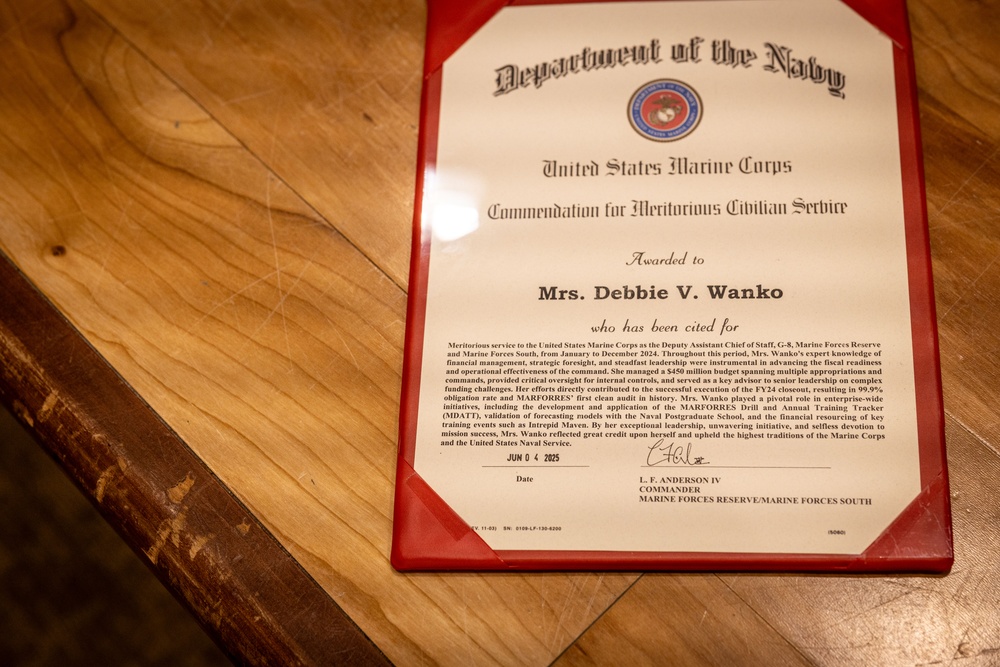 Department of the Navy
United States Marine Corps
Commendation for Meritorious Civilian Service
Awarded to
Mrs. Debbie V. Wanko
who has been cited for
Meritorious service to the United States Marine Corps as the Deputy Assistant Chief of Staff, G-8, Marine Forces Reserve
and Marine Forces South, from January to December 2024. Throughout this period, Mrs. Wanko's expert knowledge of
financial management, strategic foresight, and steadfast leadership were instrumental in advancing the fiscal readiness
and operational effectiveness of the command. She managed a $450 million budget spanning multiple appropriations and
commands, provided critical oversight for internal controls, and served as a key advisor to senior leadership on complex
funding challenges. Her efforts directly contributed to the successful execution of the FY24 closeout, resulting in 99.9%
obligation rate and MARFORRES' first clean audit in history. Mrs. Wanko played a pivotal role in enterprise-wide
initiatives, including the development and application of the MARFORRES Drill and Annual Training Tracker
(MDATT), validation of forecasting models with the Naval Postgraduate School, and the financial resourcing of key
training events such as Intrepid Maven. By her exceptional leadership, unwavering initiative, and selfless devotion to
mission success, Mrs. Wanko reflected great credit upon herself and upheld the highest traditions of the Marine Corps
and the United States Naval Service.
JUN 0 4 2025
Date
L. F. ANDERSON IV
COMMANDER
MARINE FORCES RESERVE/MARINE FORCES SOUTH
EV. 11-03) SN: 0109-LF-130-6200
(5060)